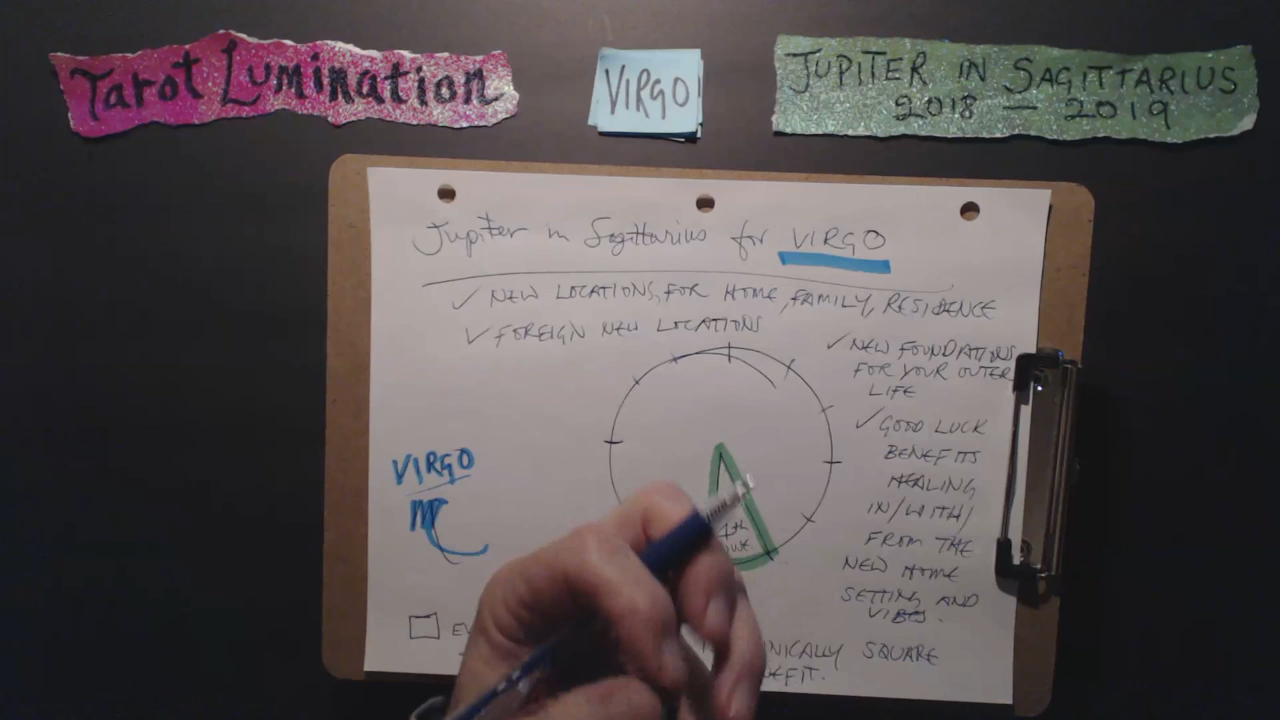 Tarot Lumination
VIRGO
JUPITER IN SAGITTARIUS
2018 — 2019
Jupiter in Sagittarius for VIRGO
✓ NEW LOCATIONS, FOR HOME, FAMILY, RESIDENCE
✓ FOREIGN NEW LOCATIONS
✓ NEW FOUNDATIONS
FOR YOUR OUTER
LIFE
✓ GOOD LUCK
BENEFITS
HEALING
IN/WITH/
FROM THE
NEW HOME
SETTING AND
VIBES.
VIRGO
4th
SQUARE